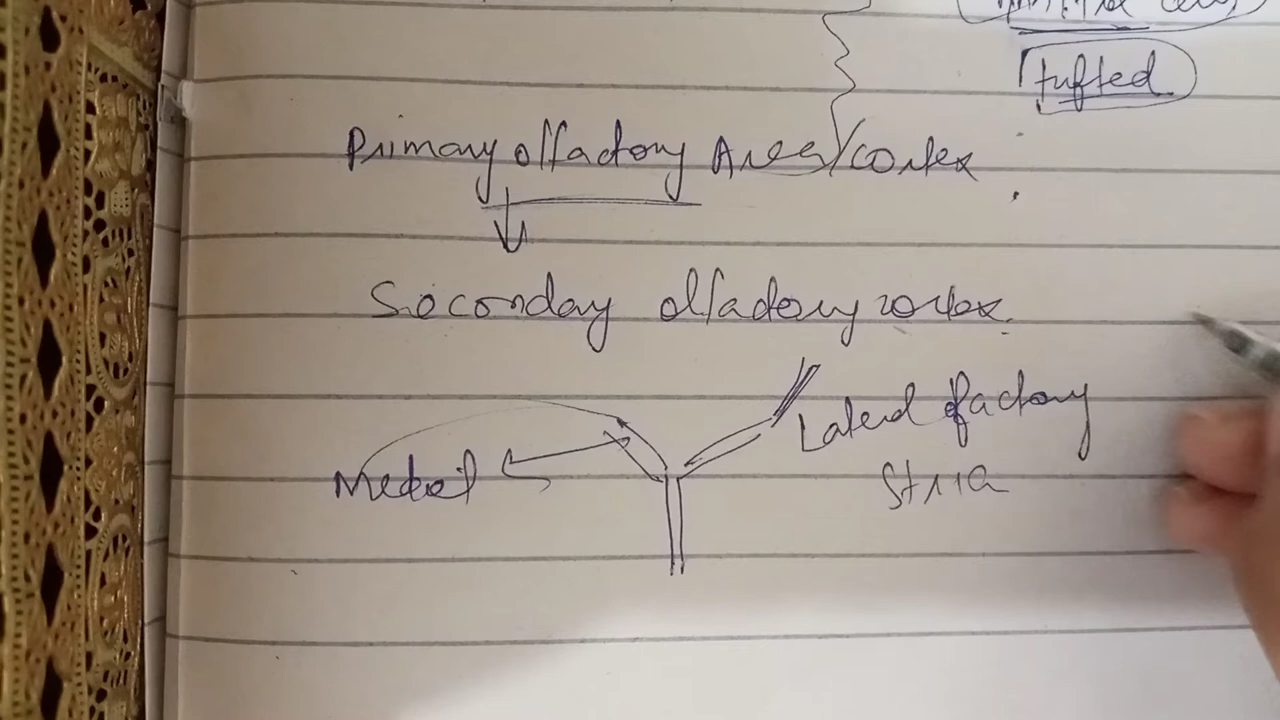 tufted
Primary olfactory Area/cortex
Secondary olfactory cortex
Lateral olfactory
Medial
Stria